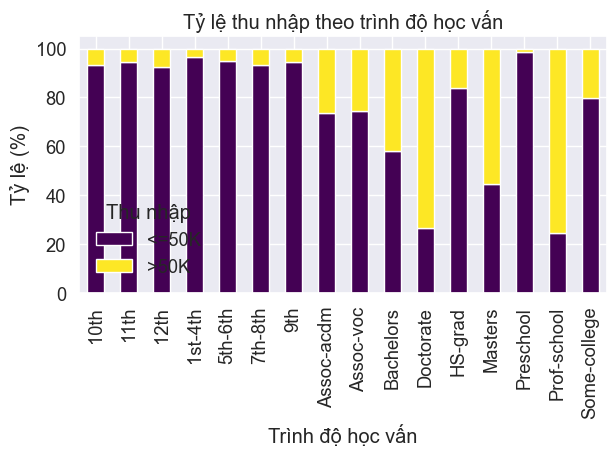 Tỷ lệ thu nhập theo trình độ học vấn
Tỷ lệ (%)
100
80
60
40
20
0
Thu nhập
<=50K
>50K
10th
11th
12th
1st-4th
5th-6th
7th-8th
9th
Assoc-acdm
Assoc-voc
Bachelors
Doctorate
HS-grad
Masters
Preschool
Prof-school
Some-college
Trình độ học vấn